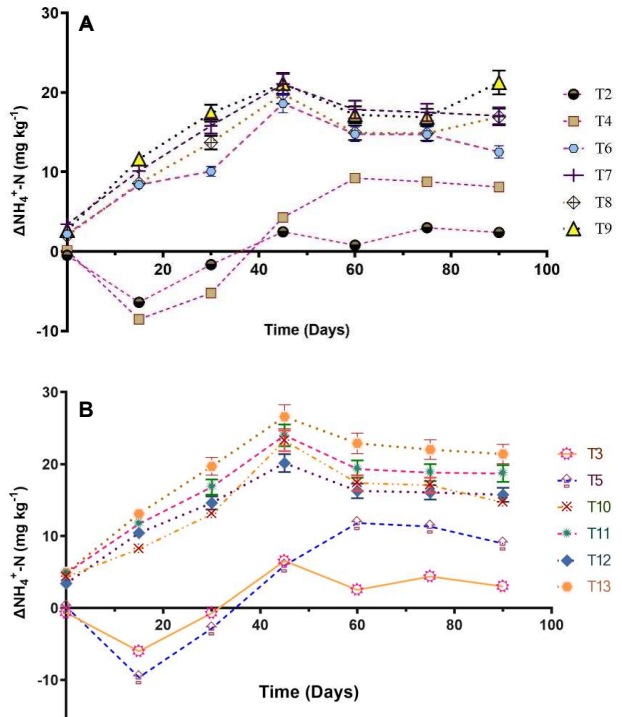 A
30
20
10
0
-10
20
40
60
80
100
ΔNH₄⁺-N (mg kg⁻¹)
Time (Days)
T2
T4
T6
T7
T8
T9
B
30
20
10
0
-10
20
40
60
80
100
ΔNH₄⁺-N (mg kg⁻¹)
Time (Days)
T3
T5
T10
T11
T12
T13